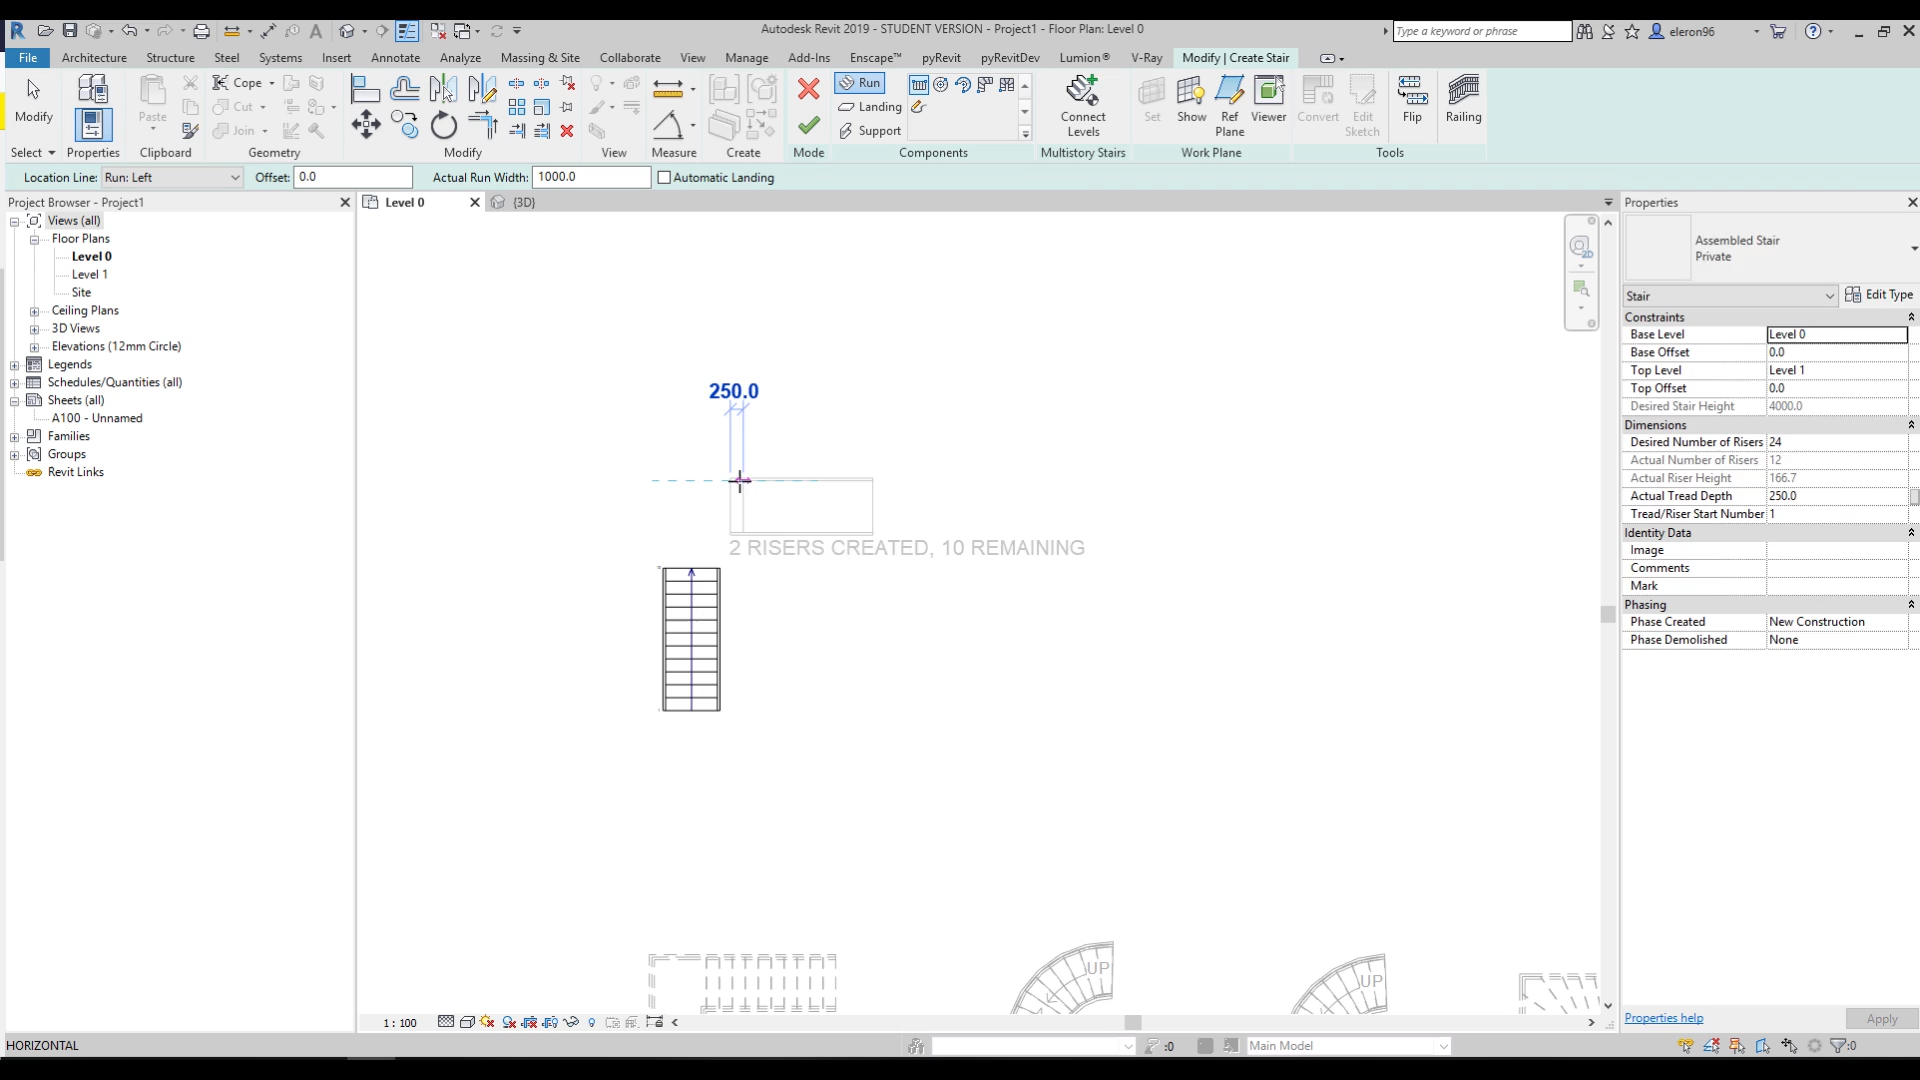 Autodesk Revit 2019 - STUDENT VERSION - Project1 - Floor Plan: Level 0
Type a keyword or phrase
eleron96
File Architecture Structure Steel Systems Insert Annotate Analyze Massing & Site Collaborate View Manage Add-Ins Enscape™ pyRevit pyRevitDev Lumion® V-Ray Modify | Create Stair
Modify
Paste
Cope
Cut
Join
Run
Landing
Support
Connect Levels
Set
Show
Ref Plane
Viewer
Convert
Edit Sketch
Flip
Railing
Select Properties Clipboard Geometry Modify View Measure Create Mode Components Multistory Stairs Work Plane Tools
Location Line: Run: Left Offset: 0.0 Actual Run Width: 1000.0 Automatic Landing
Project Browser - Project1
Views (all)
Floor Plans
Level 0
Level 1
Site
Ceiling Plans
3D Views
Elevations (12mm Circle)
Legends
Schedules/Quantities (all)
Sheets (all)
A100 - Unnamed
Families
Groups
Revit Links
Level 0 {3D}
250.0
2 RISERS CREATED, 10 REMAINING
UP
UP
2D
Properties
Assembled Stair
Private
Stair Edit Type
Constraints
Base Level Level 0
Base Offset 0.0
Top Level Level 1
Top Offset 0.0
Desired Stair Height 4000.0
Dimensions
Desired Number of Risers 24
Actual Number of Risers 12
Actual Riser Height 166.7
Actual Tread Depth 250.0
Tread/Riser Start Number 1
Identity Data
Image
Comments
Mark
Phasing
Phase Created New Construction
Phase Demolished None
Properties help Apply
1 : 100
HORIZONTAL
:0
Main Model
:0